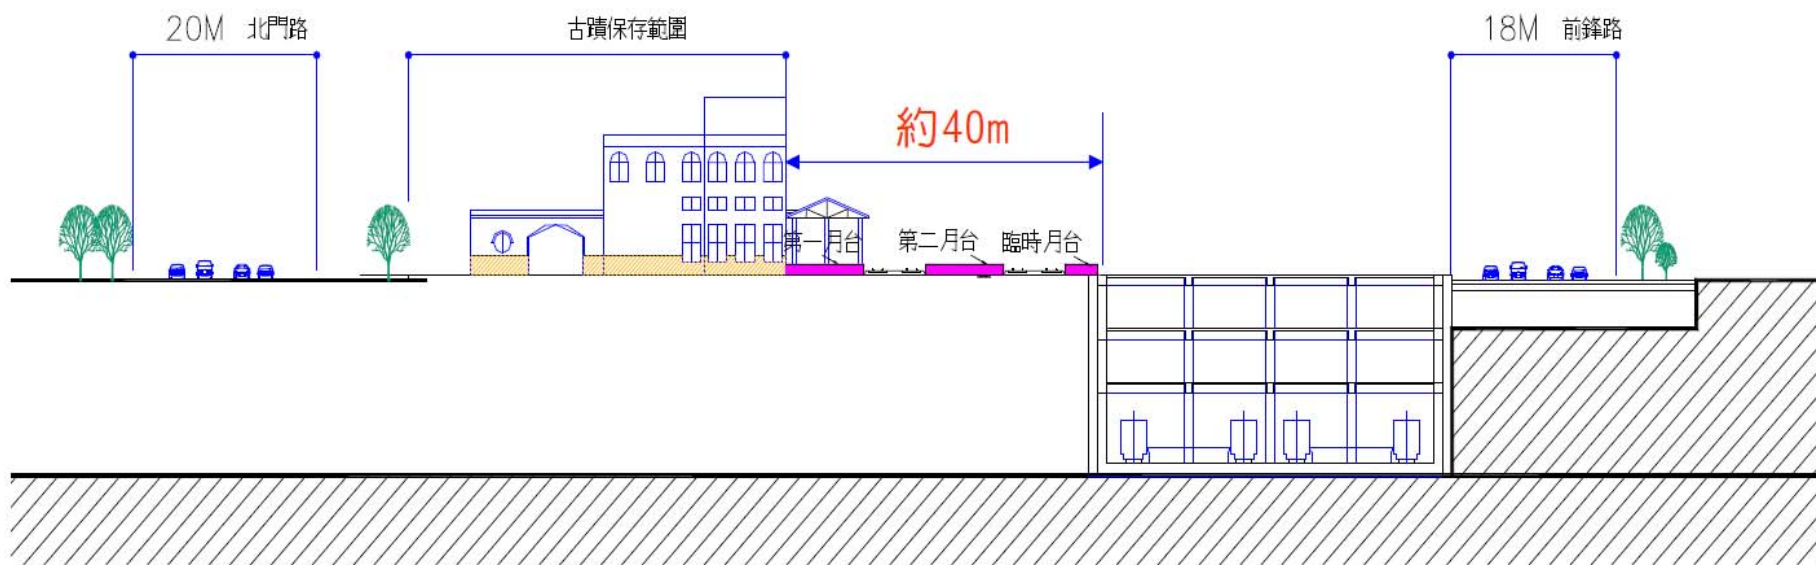 20M 北門路
古蹟保存範圍
18M 前鋒路
約40m
第一月台
第二月台
臨時月台